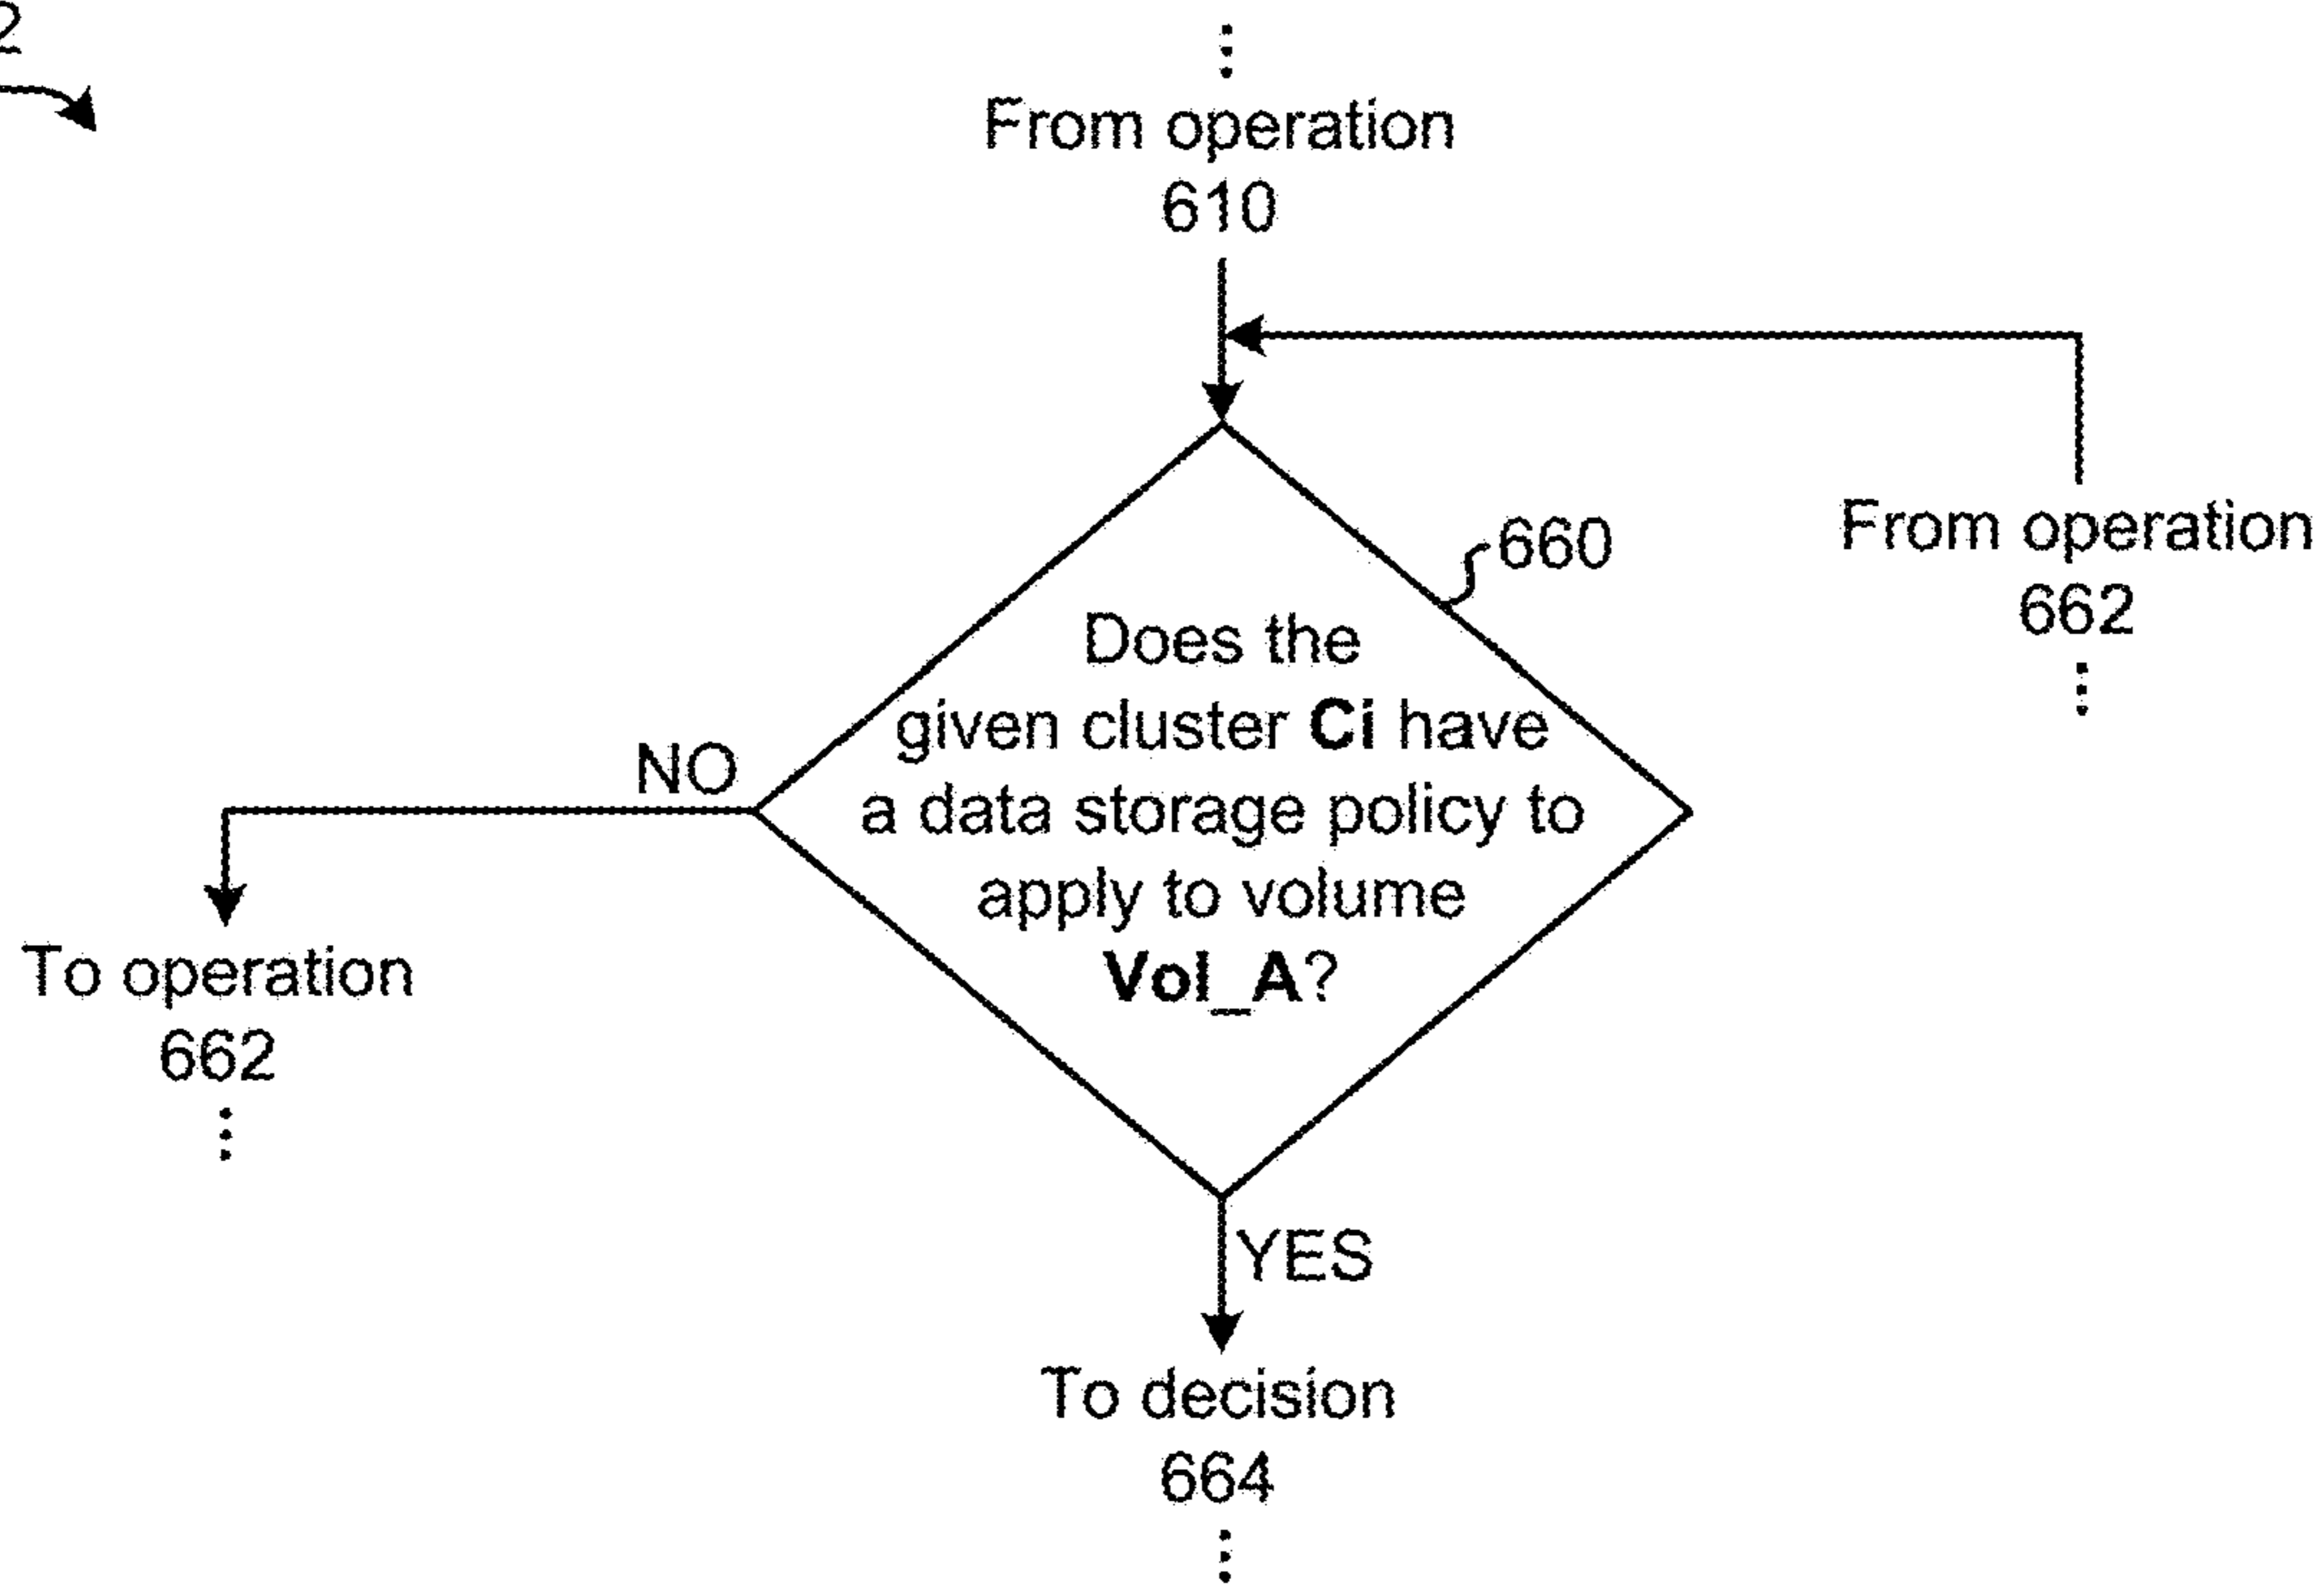 2
From operation
610
660
From operation
662
Does the
given cluster Ci have
a data storage policy to
apply to volume
Vol_A?
NO
To operation
662
YES
To decision
664